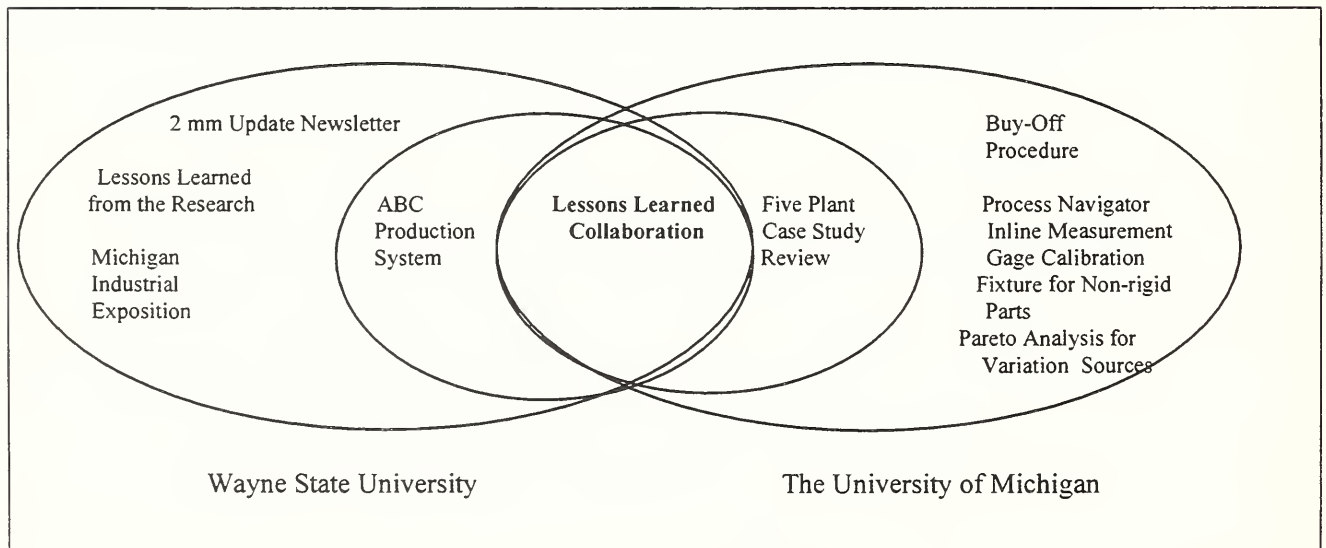 2 mm Update Newsletter
Lessons Learned
from the Research
Michigan
Industrial
Exposition
ABC
Production
System
Lessons Learned
Collaboration
Five Plant
Case Study
Review
Buy-Off
Procedure
Process Navigator
Inline Measurement
Gage Calibration
Fixture for Non-rigid
Parts
Pareto Analysis for
Variation Sources
Wayne State University
The University of Michigan